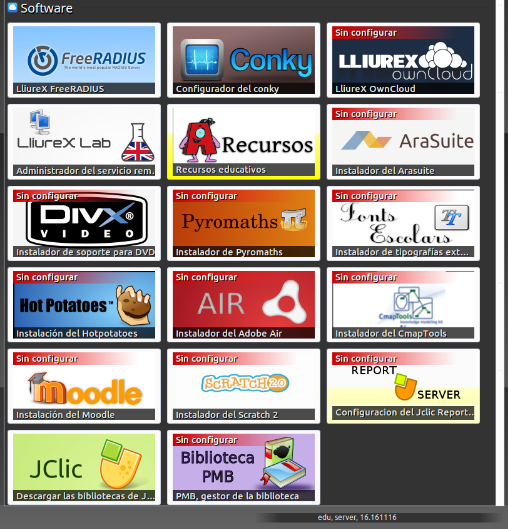 Software
FreeRADIUS
The world's most popular RADIUS Server.
LliureX FreeRADIUS
Conky
Configurador del conky
Sin configurar
LLIUREX
ownCloud
LliureX OwnCloud
LliureX Lab
Administrador del servicio rem...
Recursos
Recursos educativos
Sin configurar
AraSuite
Instalador del Arasuite
Sin configurar
DIVX
VIDEO
Instalador de soporte para DVD
Sin configurar
Pyromaths
Instalador de Pyromaths
Sin configurar
Fonts
Escolars
Instalador de tipografias ext...
Sin configurar
Hot Potatoes™
Instalación del Hotpotatoes
Sin configurar
AIR
Instalador del Adobe Air
Sin configurar
CmapTools
Instalador del CmapTools
Sin configurar
moodle
Instalación del Moodle
Sin configurar
SCRATCH 2.0
Instalador del Scratch 2
Sin configurar
REPORT
SERVER
Configuracion del Jclic Report...
JClic
Descargar las bibliotecas de J...
Sin configurar
Biblioteca
PMB
PMB, gestor de la biblioteca
edu, server, 16.161116